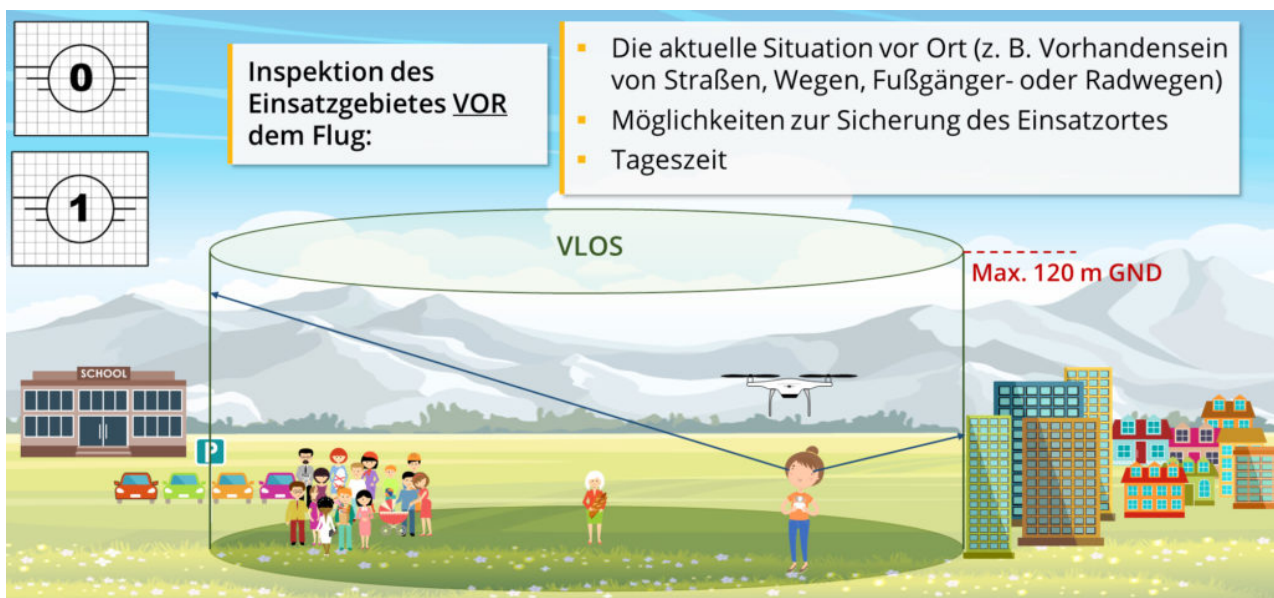 0
1
Inspektion des
Einsatzgebietes VOR
dem Flug:
▪ Die aktuelle Situation vor Ort (z. B. Vorhandensein
von Straßen, Wegen, Fußgänger- oder Radwegen)
▪ Möglichkeiten zur Sicherung des Einsatzortes
▪ Tageszeit
VLOS
Max. 120 m GND
SCHOOL
P